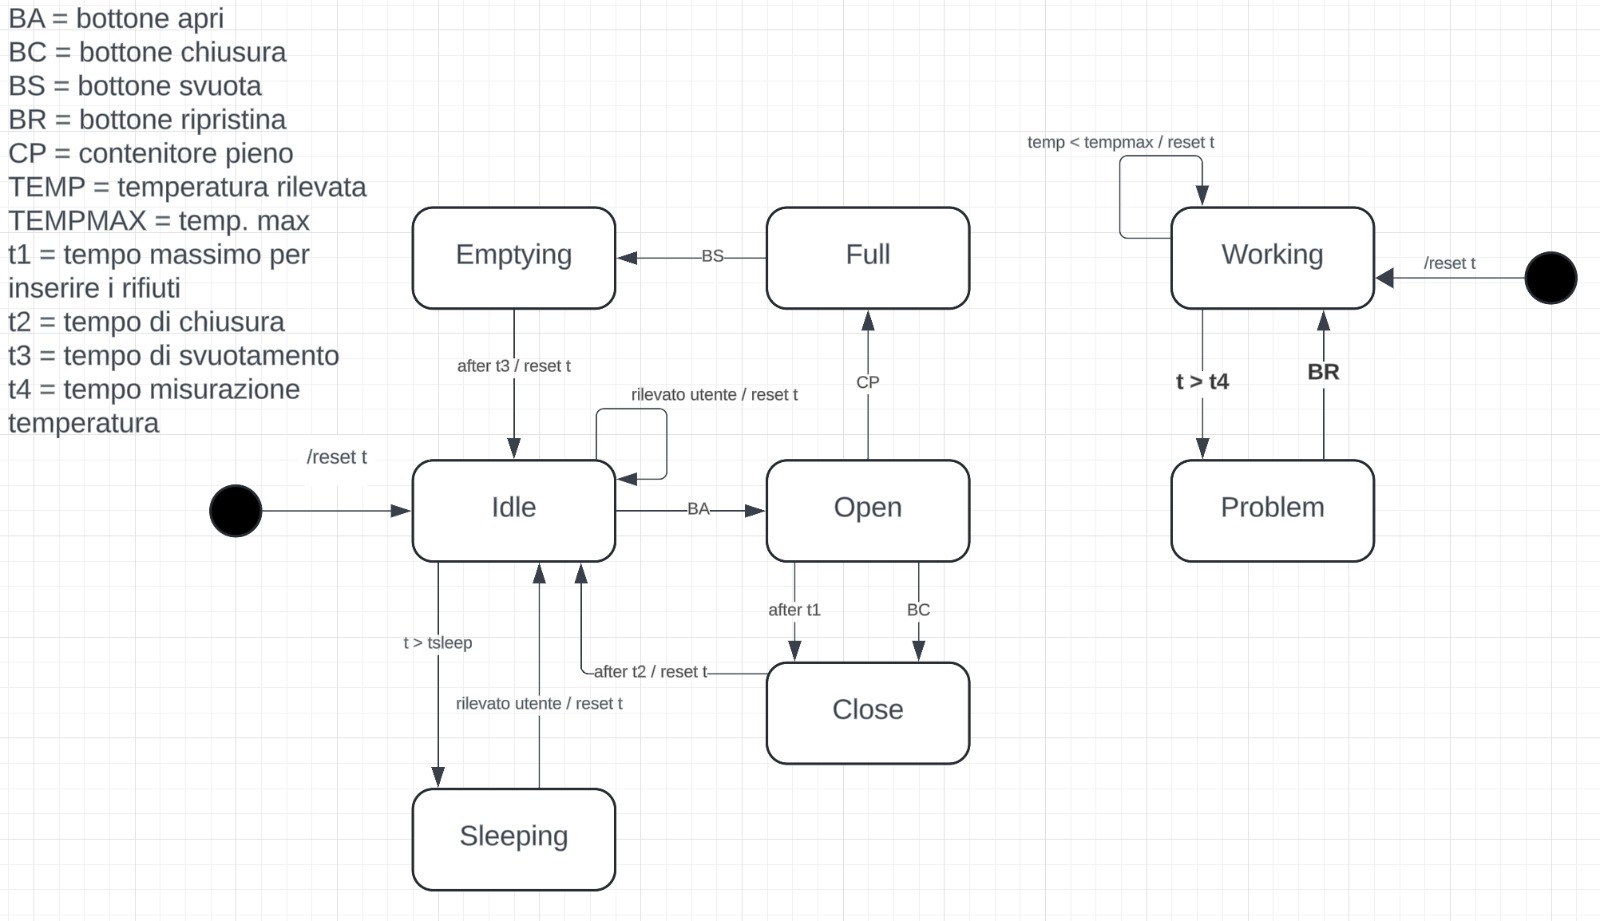 BA = bottone apri
BC = bottone chiusura
BS = bottone svuota
BR = bottone ripristina
CP = contenitore pieno
TEMP = temperatura rilevata
TEMPMAX = temp. max
t1 = tempo massimo per
inserire i rifiuti
t2 = tempo di chiusura
t3 = tempo di svuotamento
t4 = tempo misurazione
temperatura
/reset t
Emptying
BS
Full
after t3 / reset t
CP
rilevato utente / reset t
Idle
BA
Open
after t1
BC
t > tsleep
after t2 / reset t
rilevato utente / reset t
Close
Sleeping
temp < tempmax / reset t
Working
/reset t
t > t4
BR
Problem